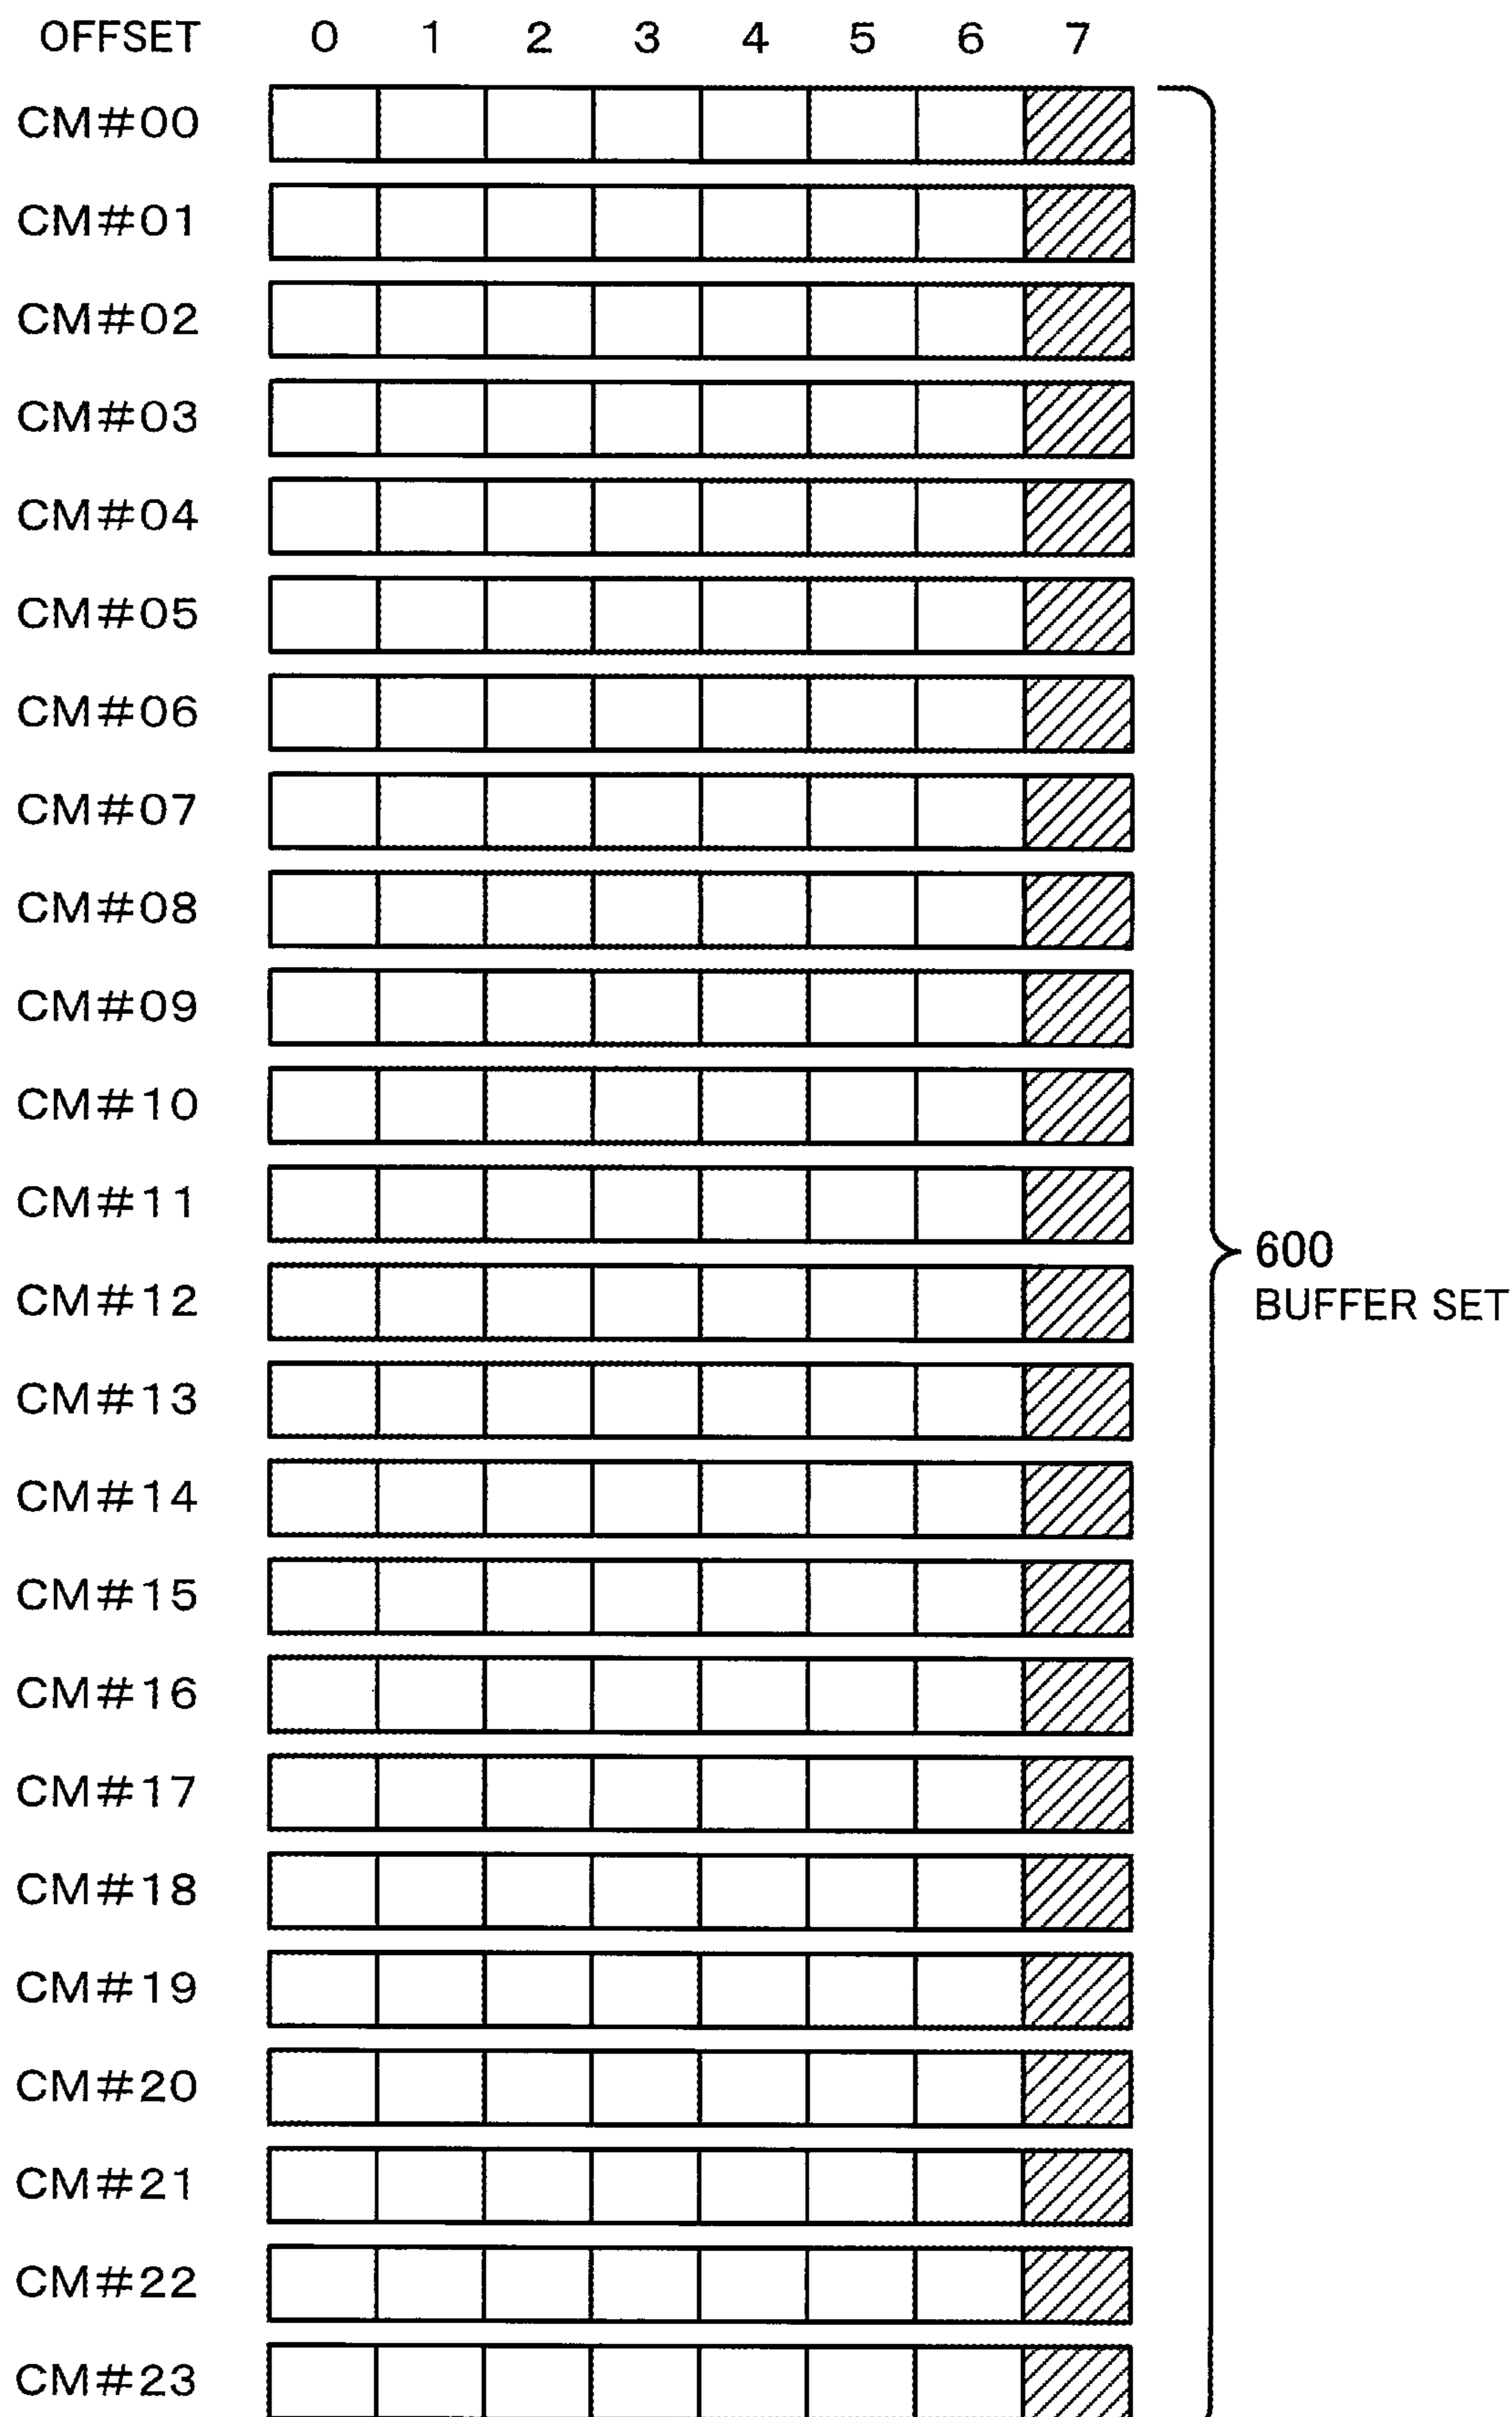 OFFSET 0 1 2 3 4 5 6 7
CM#00
CM#01
CM#02
CM#03
CM#04
CM#05
CM#06
CM#07
CM#08
CM#09
CM#10
CM#11
CM#12
CM#13
CM#14
CM#15
CM#16
CM#17
CM#18
CM#19
CM#20
CM#21
CM#22
CM#23
600
BUFFER SET